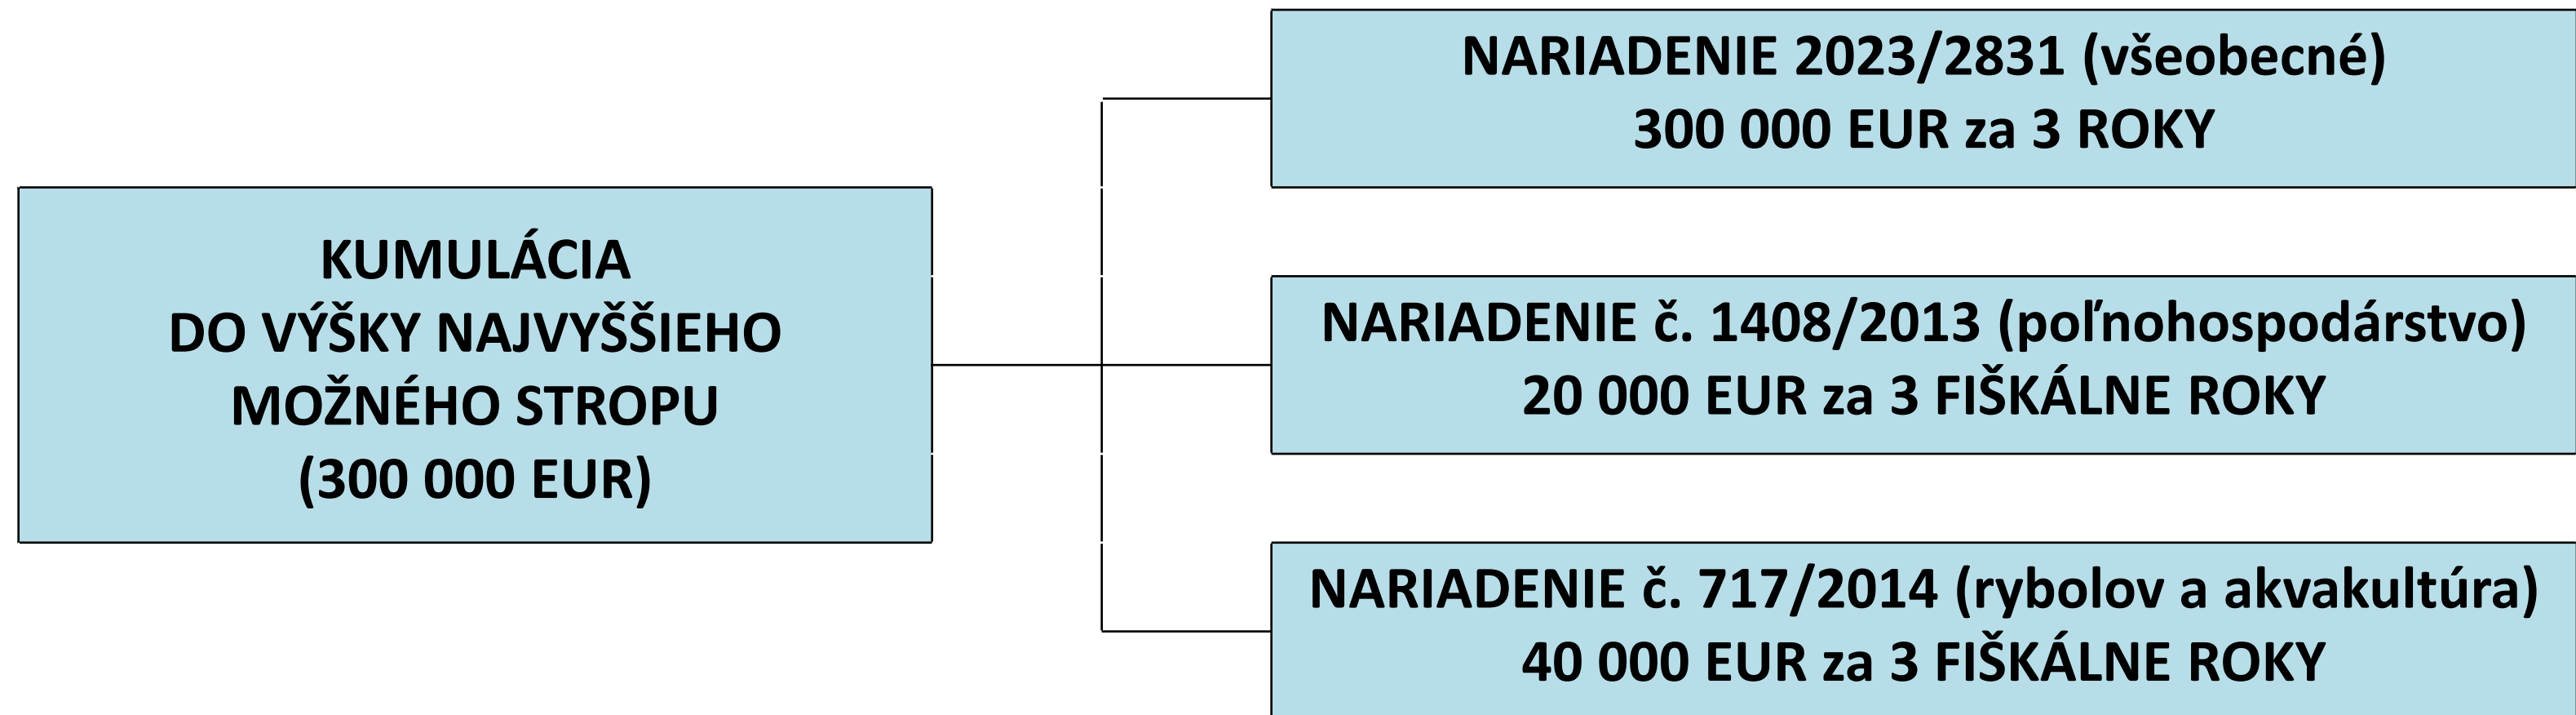 KUMULÁCIA
DO VÝŠKY NAJVYŠŠIEHO
MOŽNÉHO STROPU
(300 000 EUR)
NARIADENIE 2023/2831 (všeobecné)
300 000 EUR za 3 ROKY
NARIADENIE č. 1408/2013 (poľnohospodárstvo)
20 000 EUR za 3 FIŠKÁLNE ROKY
NARIADENIE č. 717/2014 (rybolov a akvakultúra)
40 000 EUR za 3 FIŠKÁLNE ROKY